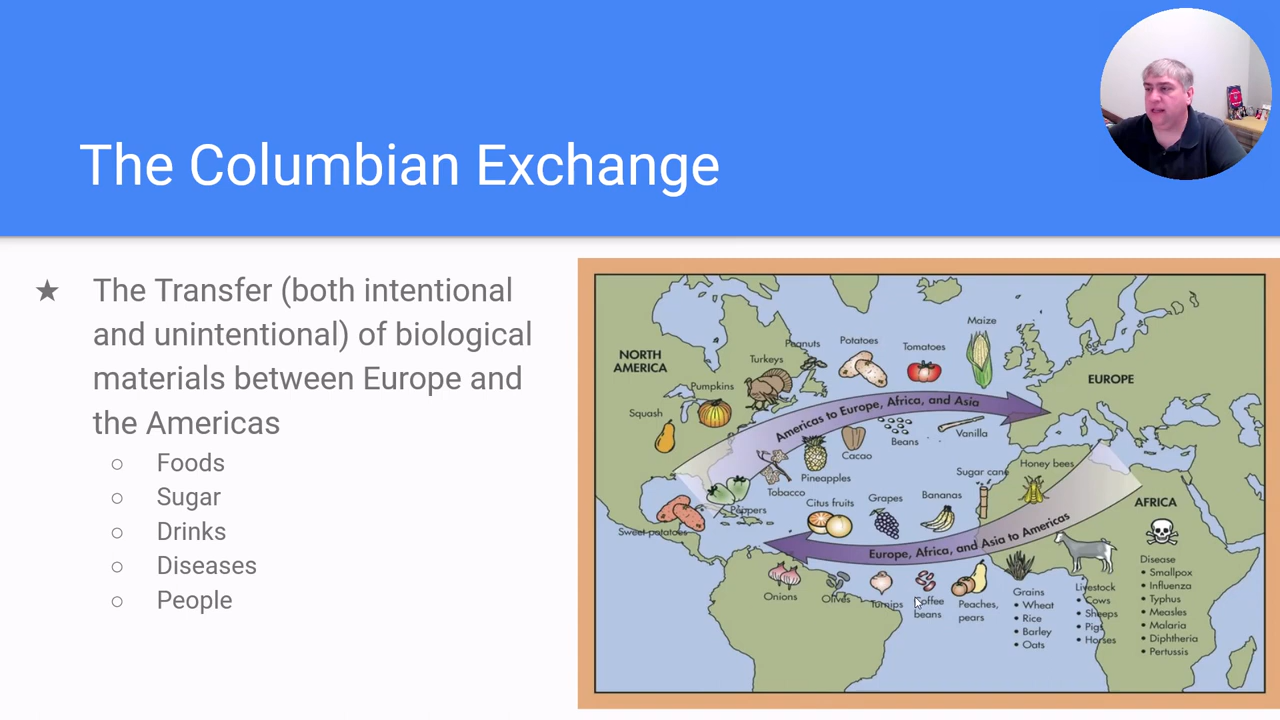 The Columbian Exchange
★ The Transfer (both intentional
and unintentional) of biological
materials between Europe and
the Americas
○ Foods
○ Sugar
○ Drinks
○ Diseases
○ People
NORTH
AMERICA
EUROPE
AFRICA
Maize
Peanuts
Potatoes
Tomatoes
Turkeys
Pumpkins
Squash
Americas to Europe, Africa, and Asia
Beans
Vanilla
Cacao
Pineapples
Tobacco
Peppers
Sweet potatoes
Sugar cane
Honey bees
Citrus fruits
Grapes
Bananas
Europe, Africa, and Asia to Americas
Onions
Olives
Turnips
Coffee
beans
Peaches,
pears
Grains
• Wheat
• Rice
• Barley
• Oats
Livestock
• Cows
• Sheeps
• Pigs
• Horses
Disease
• Smallpox
• Influenza
• Typhus
• Measles
• Malaria
• Diphtheria
• Pertussis